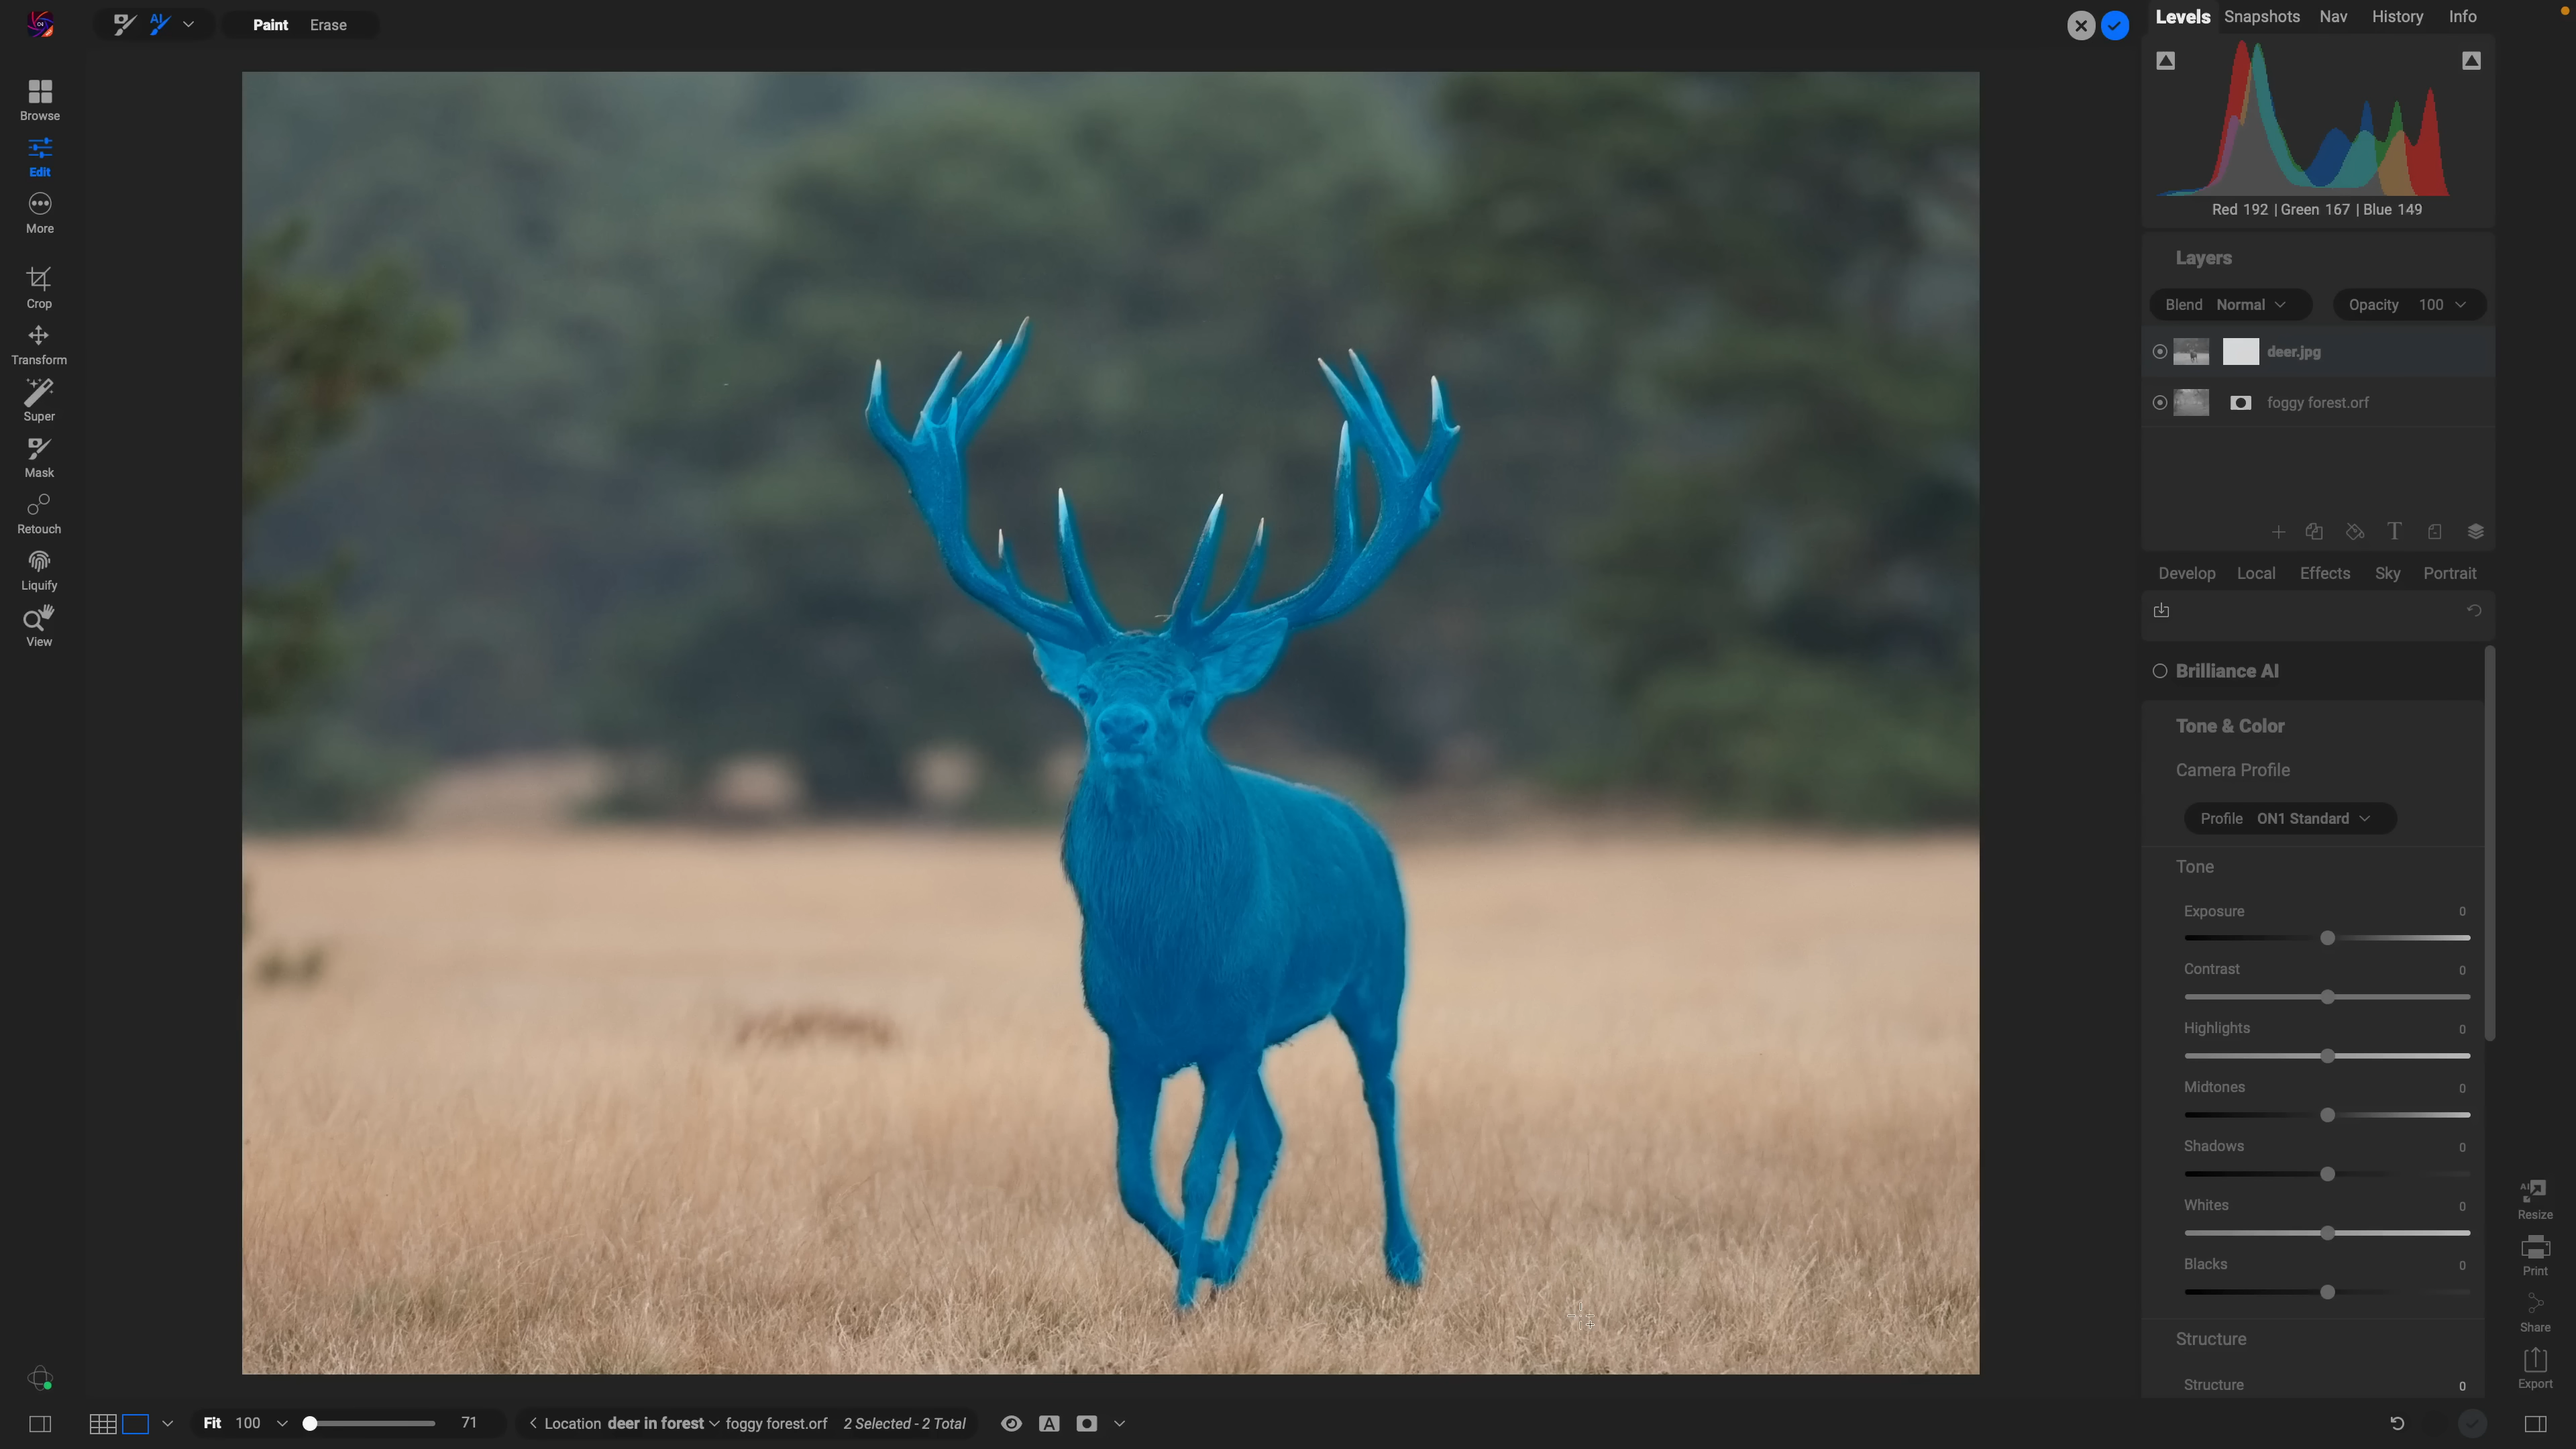 Paint Erase
Levels Snapshots Nav History Info
Browse
Edit
More
Crop
Transform
Super
Mask
Retouch
Liquify
View
Red 192 | Green 167 | Blue 149
Layers
Blend Normal Opacity 100
deer.jpg
foggy forest.orf
Develop Local Effects Sky Portrait
Brilliance AI
Tone & Color
Camera Profile
Profile ON1 Standard
Tone
Exposure 0
Contrast 0
Highlights 0
Midtones 0
Shadows 0
Whites 0
Blacks 0
Structure
Structure 0
AI
Resize
Print
Share
Export
Fit 100 71 Location deer in forest foggy forest.orf 2 Selected - 2 Total A